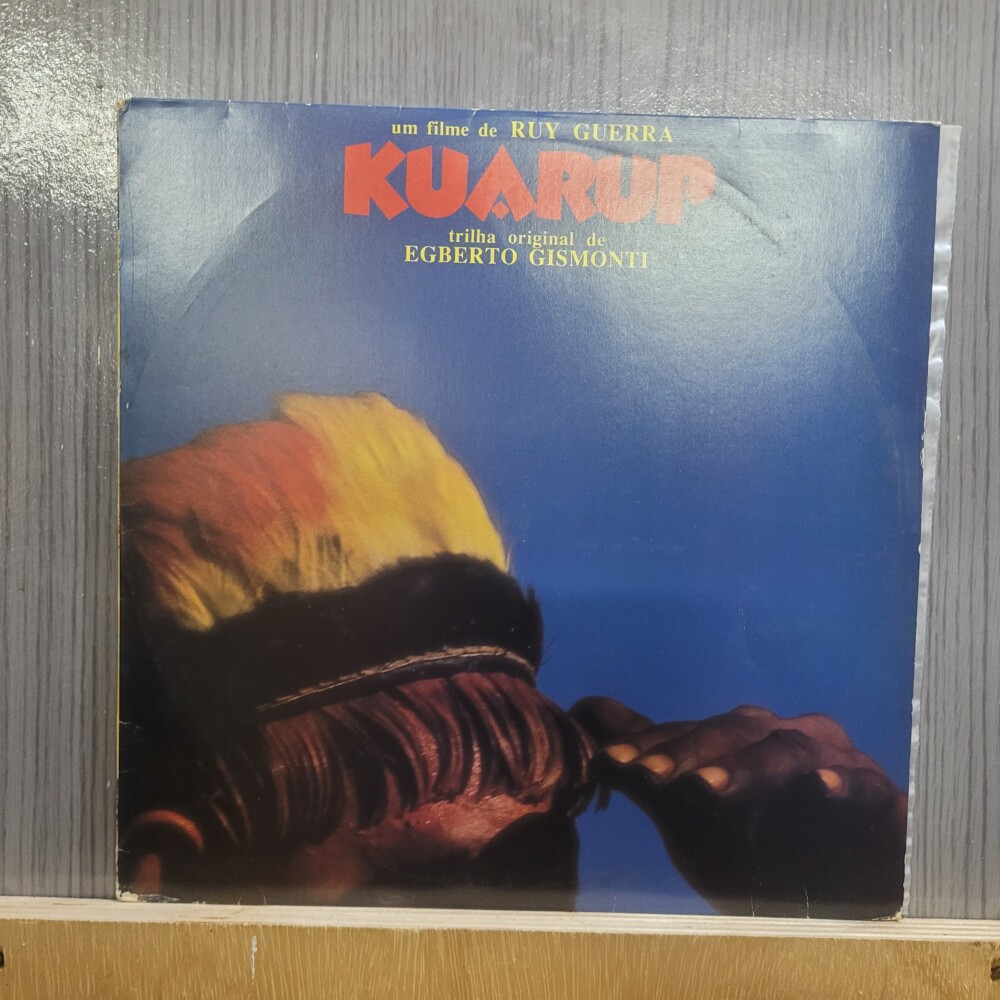 um filme de RUY GUERRA
KUARUP
trilha original de
EGBERTO GISMONTI